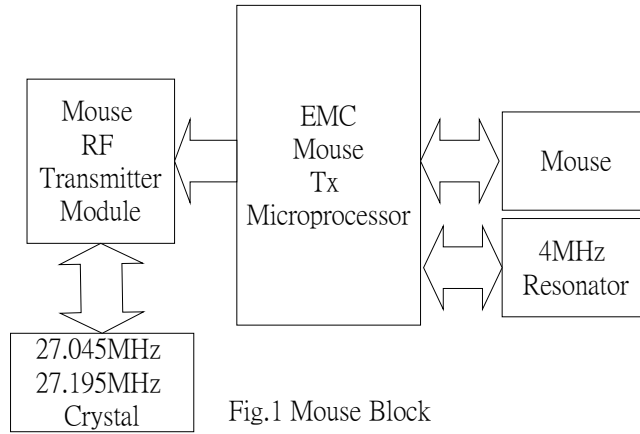 Mouse
RF
Transmitter
Module
EMC
Mouse
Tx
Microprocessor
Mouse
4MHz
Resonator
27.045MHz
27.195MHz
Crystal
Fig.1 Mouse Block